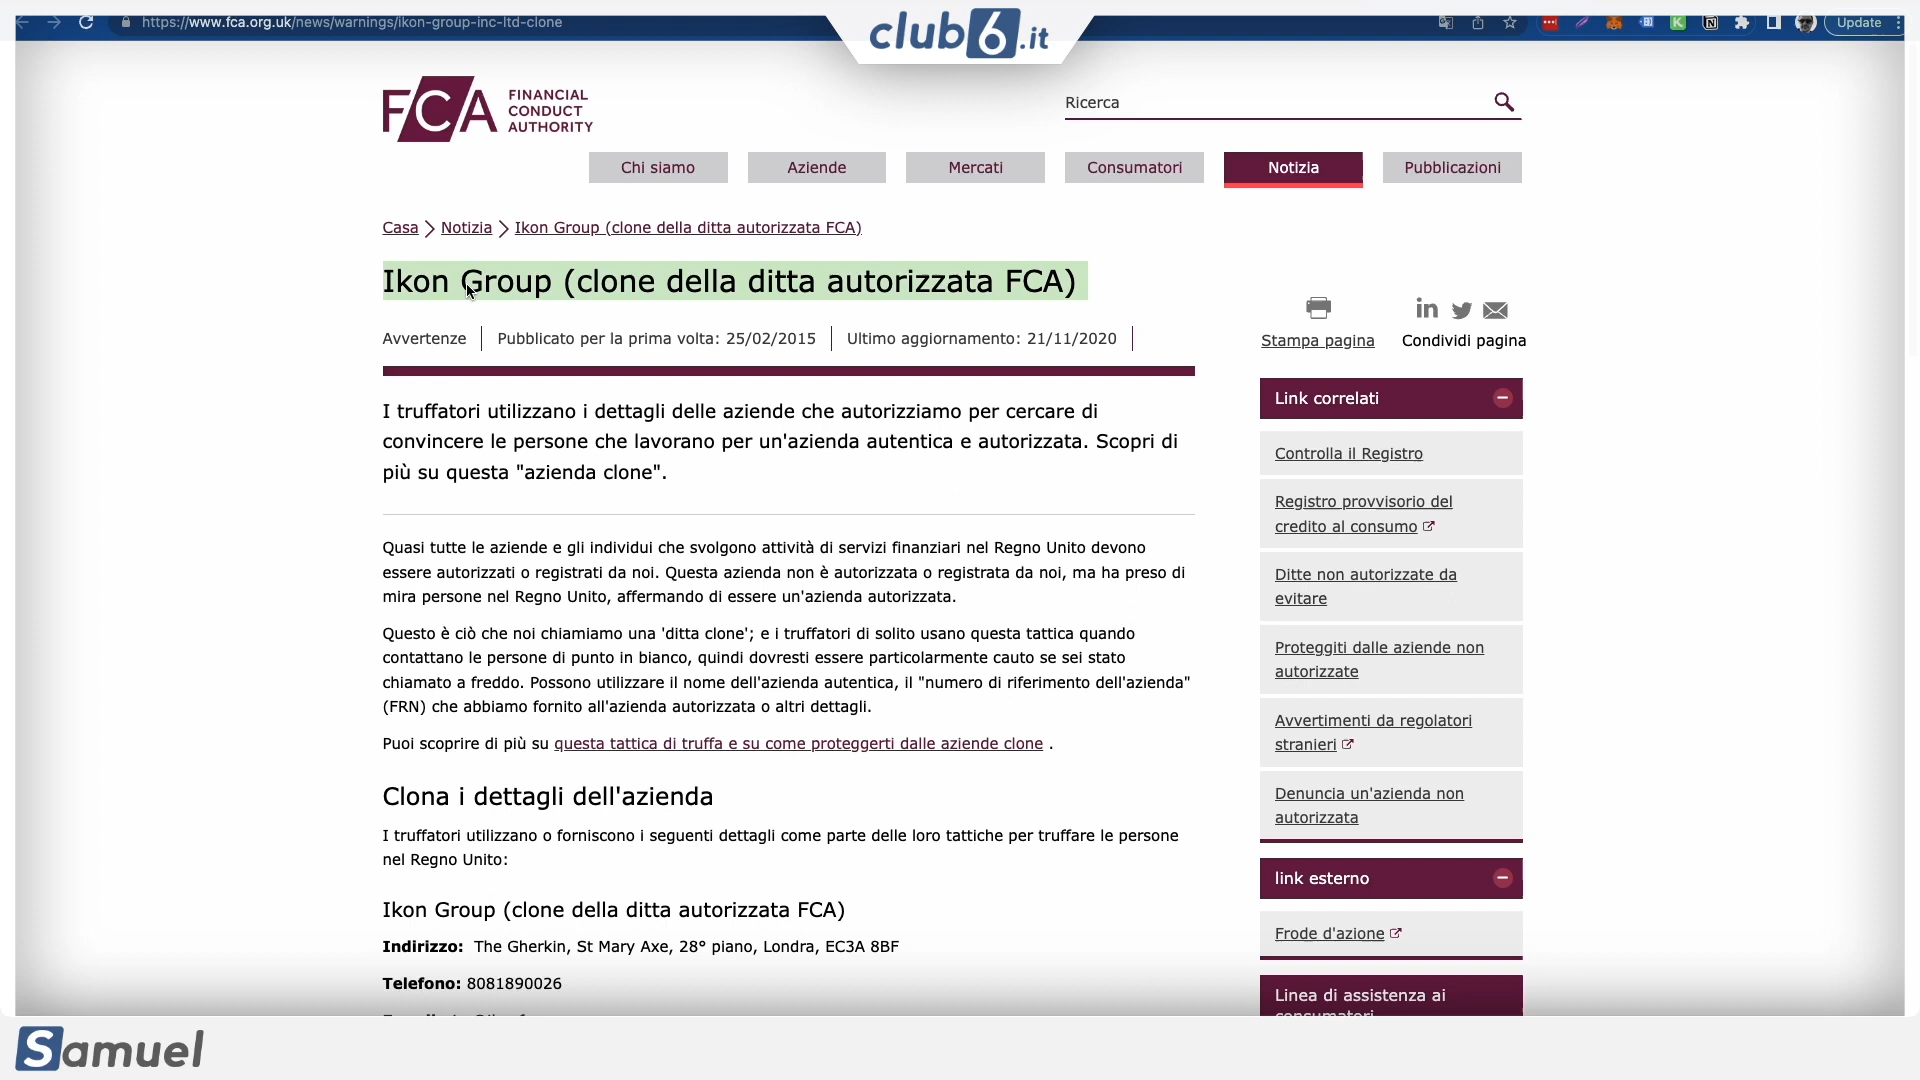 https://www.fca.org.uk/news/warnings/ikon-group-inc-ltd-clone
Update
club6.it
FCA
FINANCIAL
CONDUCT
AUTHORITY
Ricerca
Chi siamo
Aziende
Mercati
Consumatori
Notizia
Pubblicazioni
Casa
Notizia
Ikon Group (clone della ditta autorizzata FCA)
Ikon Group (clone della ditta autorizzata FCA)
Avvertenze
Pubblicato per la prima volta: 25/02/2015
Ultimo aggiornamento: 21/11/2020
Stampa pagina
Condividi pagina
I truffatori utilizzano i dettagli delle aziende che autorizziamo per cercare di
convincere le persone che lavorano per un'azienda autentica e autorizzata. Scopri di
più su questa "azienda clone".
Quasi tutte le aziende e gli individui che svolgono attività di servizi finanziari nel Regno Unito devono
essere autorizzati o registrati da noi. Questa azienda non è autorizzata o registrata da noi, ma ha preso di
mira persone nel Regno Unito, affermando di essere un'azienda autorizzata.
Questo è ciò che noi chiamiamo una 'ditta clone'; e i truffatori di solito usano questa tattica quando
contattano le persone di punto in bianco, quindi dovresti essere particolarmente cauto se sei stato
chiamato a freddo. Possono utilizzare il nome dell'azienda autentica, il "numero di riferimento dell'azienda"
(FRN) che abbiamo fornito all'azienda autorizzata o altri dettagli.
Puoi scoprire di più su questa tattica di truffa e su come proteggerti dalle aziende clone .
Clona i dettagli dell'azienda
I truffatori utilizzano o forniscono i seguenti dettagli come parte delle loro tattiche per truffare le persone
nel Regno Unito:
Ikon Group (clone della ditta autorizzata FCA)
Indirizzo: The Gherkin, St Mary Axe, 28° piano, Londra, EC3A 8BF
Telefono: 8081890026
Link correlati
Controlla il Registro
Registro provvisorio del
credito al consumo
Ditte non autorizzate da
evitare
Proteggiti dalle aziende non
autorizzate
Avvertimenti da regolatori
stranieri
Denuncia un'azienda non
autorizzata
link esterno
Frode d'azione
Linea di assistenza ai
consumatori
Samuel